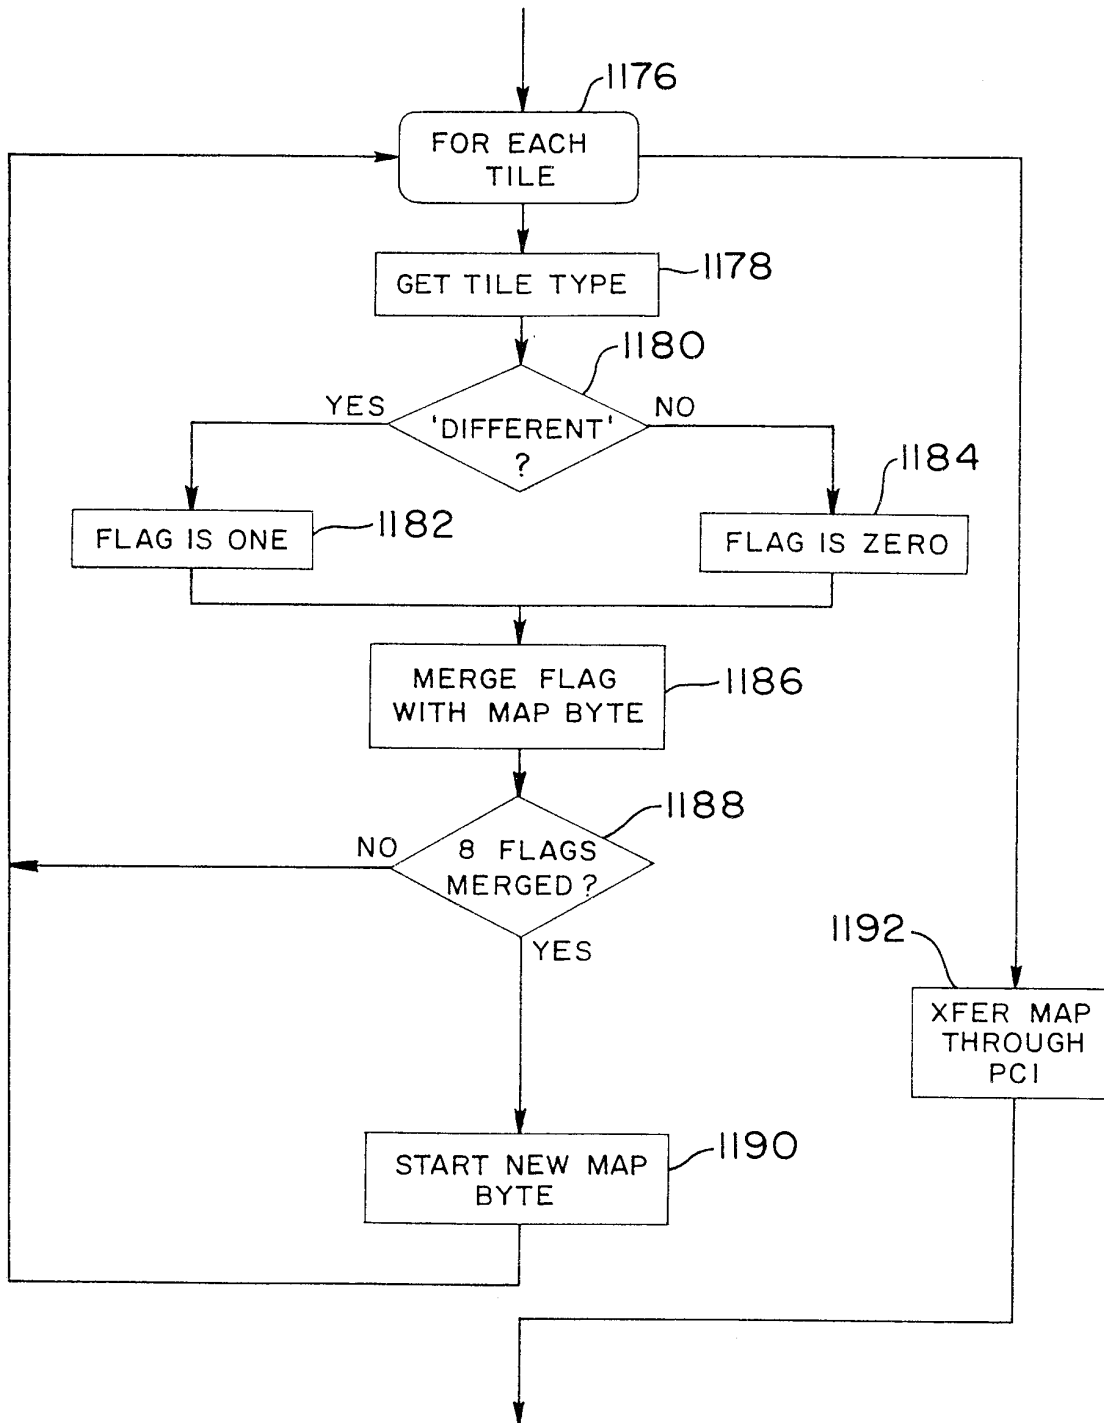 1176
FOR EACH
TILE
GET TILE TYPE
1178
1180
YES
NO
'DIFFERENT'
?
1184
FLAG IS ONE
1182
FLAG IS ZERO
MERGE FLAG
WITH MAP BYTE
1186
1188
NO
8 FLAGS
MERGED?
YES
1192
XFER MAP
THROUGH
PCI
START NEW MAP
BYTE
1190